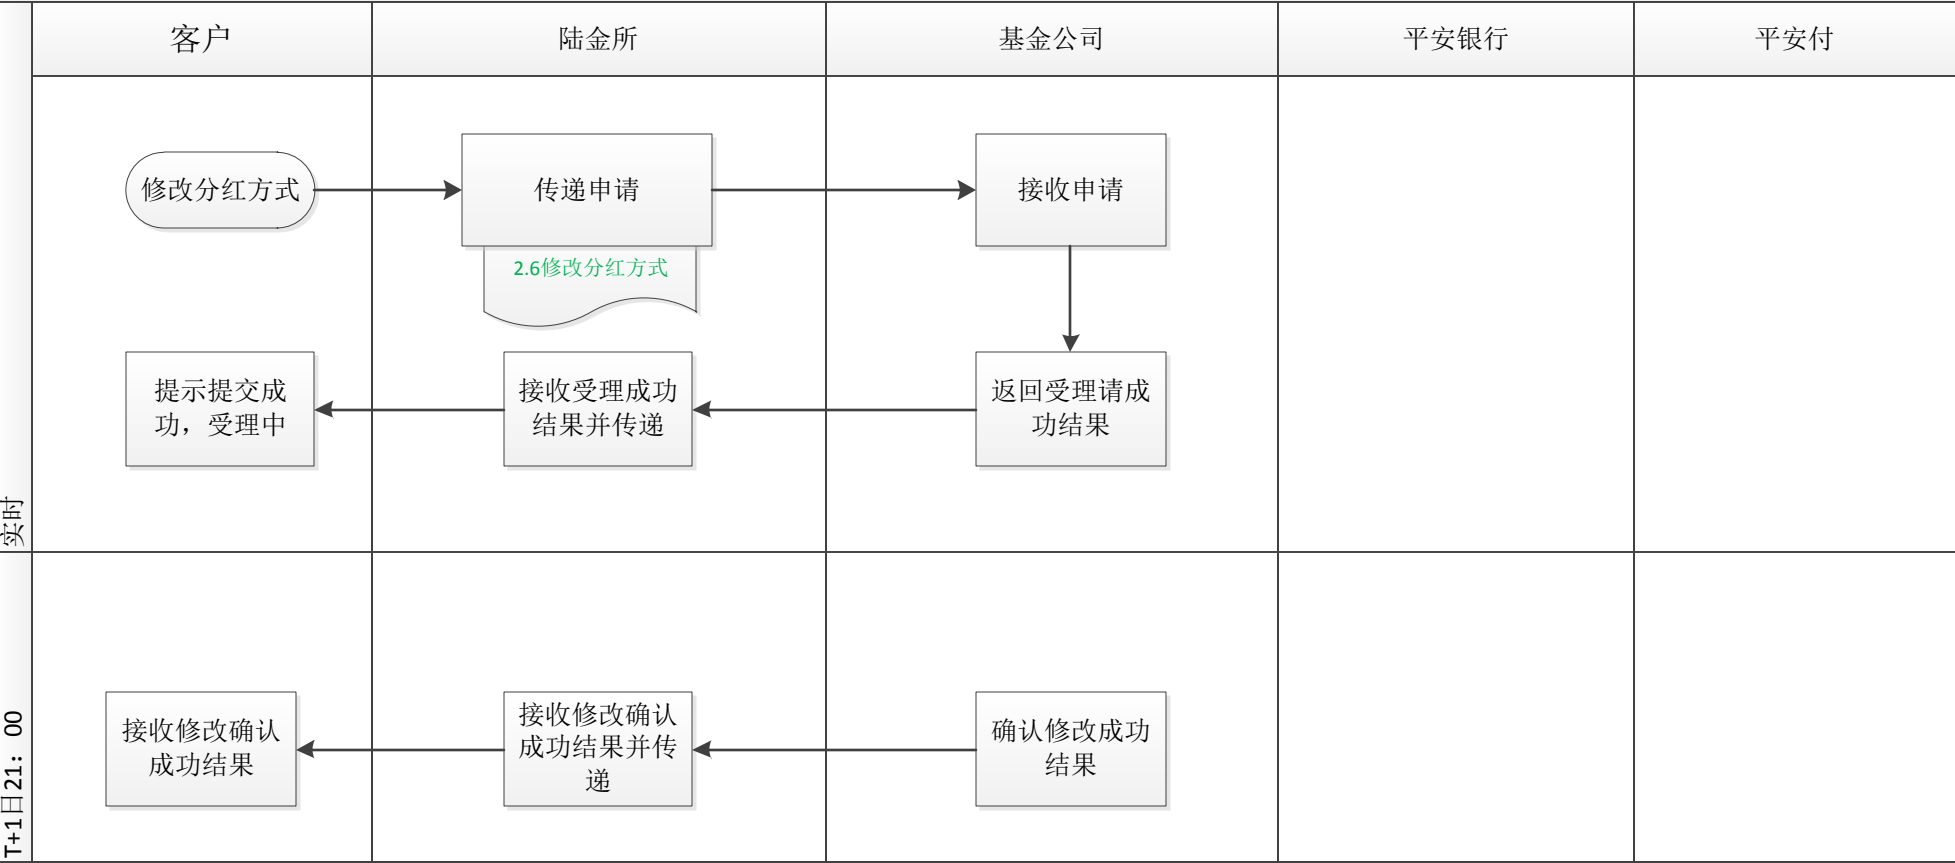 客户
陆金所
基金公司
平安银行
平安付
实时
修改分红方式
传递申请
接收申请
2.6修改分红方式
提示提交成
功，受理中
接收受理成功
结果并传递
返回受理请成
功结果
T+1日21：00
接收修改确认
成功结果
接收修改确认
成功结果并传
递
确认修改成功
结果